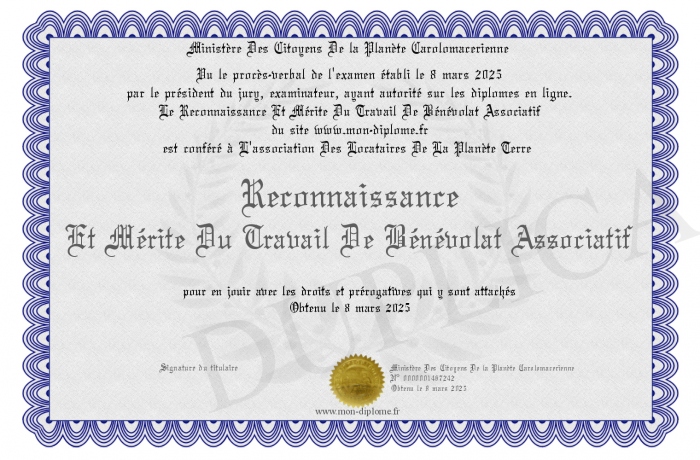 Ministère Des Citoyens De la Planète Carolomacerienne
Vu le procès-verbal de l'examen établi le 8 mars 2025
par le président du jury, examinateur, ayant autorité sur les diplomes en ligne.
Le Reconnaissance Et Mérite Du Travail De Bénévolat Associatif
du site www.mon-diplome.fr
est conféré à L'association Des Locataires De La Planète Terre
Reconnaissance
Et Mérite Du Travail De Bénévolat Associatif
DUPLICATA
pour en jouir avec les droits et prérogatives qui y sont attachés
Obtenu le 8 mars 2025
Signature du titulaire
Ministère Des Citoyens De la Planète Carolomacerienne
N° 0000001487242
Obtenu le 8 mars 2025
www.mon-diplome.fr